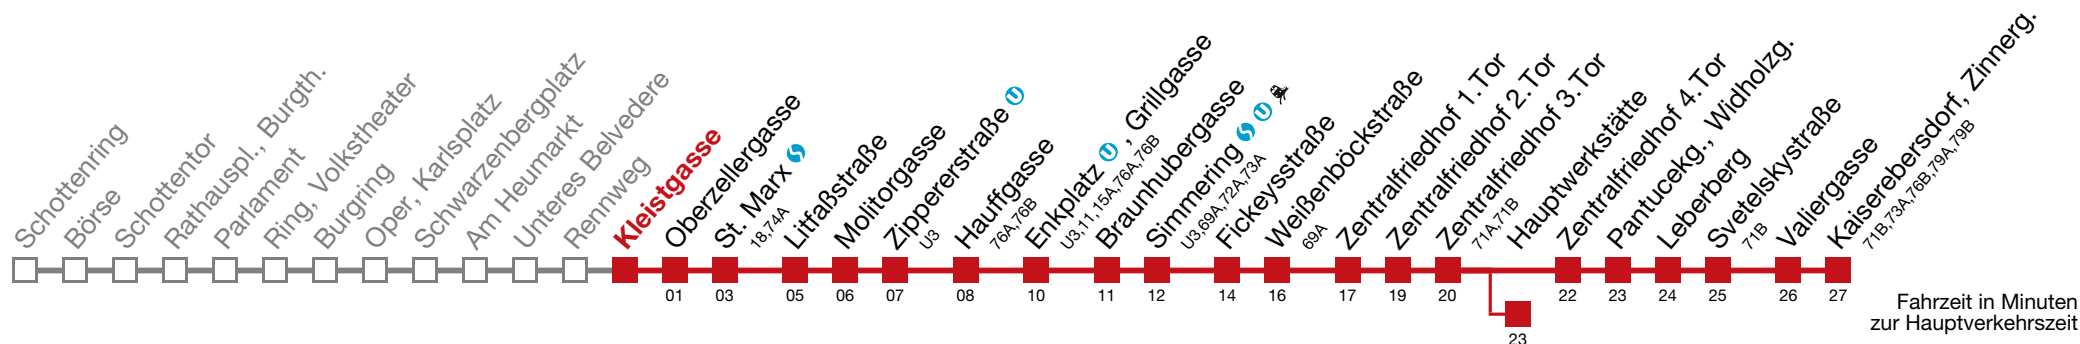 Schottenring
Börse
Schottentor
Rathauspl., Burgth.
Parlament
Ring, Volkstheater
Burgring
Oper, Karlsplatz
Schwarzenbergplatz
Am Heumarkt
Unteres Belvedere
Rennweg
Kleistgasse
Oberzellergasse
St. Marx
18,74A
Litfaßstraße
Molitorgasse
Zippererstraße U
U3
Hauffgasse
76A,76B
Enkplatz U, Grillgasse
U3,11,15A,76A,76B
Braunhubergasse
Simmering U
U3,69A,72A,73A
Fickeysstraße
Weißenböckstraße
69A
Zentralfriedhof 1.Tor
Zentralfriedhof 2.Tor
Zentralfriedhof 3.Tor
71A,71B
Hauptwerkstätte
Zentralfriedhof 4.Tor
Pantucekg., Widholzg.
Leberberg
Svetelskystraße
71B
Valiergasse
Kaiserebersdorf, Zinnerg.
71B,73A,76B,79A,79B
01 03 05 06 07 08 10 11 12 14 16 17 19 20 22 23 24 25 26 27
23
Fahrzeit in Minuten
zur Hauptverkehrszeit